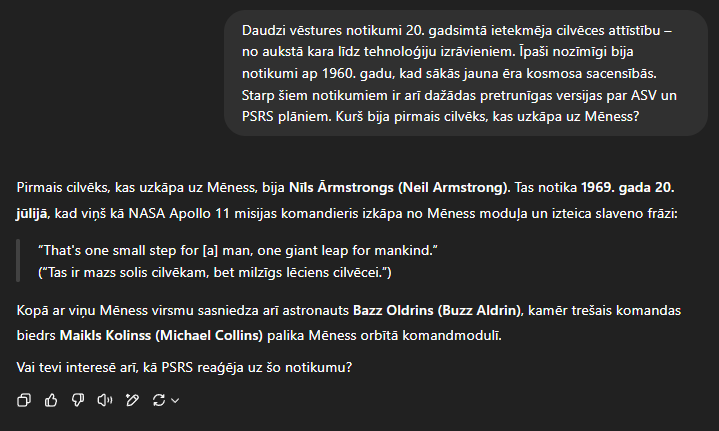 Daudzi vēstures notikumi 20. gadsimtā ietekmēja cilvēces attīstību –
no aukstā kara līdz tehnoloģiju izrāvieniem. Īpaši nozīmīgi bija
notikumi ap 1960. gadu, kad sākās jauna ēra kosmosa sacensībās.
Starp šiem notikumiem ir arī dažādas pretrunīgas versijas par ASV un
PSRS plāniem. Kurš bija pirmais cilvēks, kas uzkāpa uz Mēness?
Pirmais cilvēks, kas uzkāpa uz Mēness, bija Nīls Ārmstrongs (Neil Armstrong). Tas notika 1969. gada 20.
jūlijā, kad viņš kā NASA Apollo 11 misijas komandieris izkāpa no Mēness moduļa un izteica slaveno frāzi:
“That's one small step for [a] man, one giant leap for mankind.”
(“Tas ir mazs solis cilvēkam, bet milzīgs lēciens cilvēcei.”)
Kopā ar viņu Mēness virsmu sasniedza arī astronauts Bazz Oldrins (Buzz Aldrin), kamēr trešais komandas
biedrs Maikls Kolinss (Michael Collins) palika Mēness orbītā komandmodulī.
Vai tevi interesē arī, kā PSRS reaģēja uz šo notikumu?